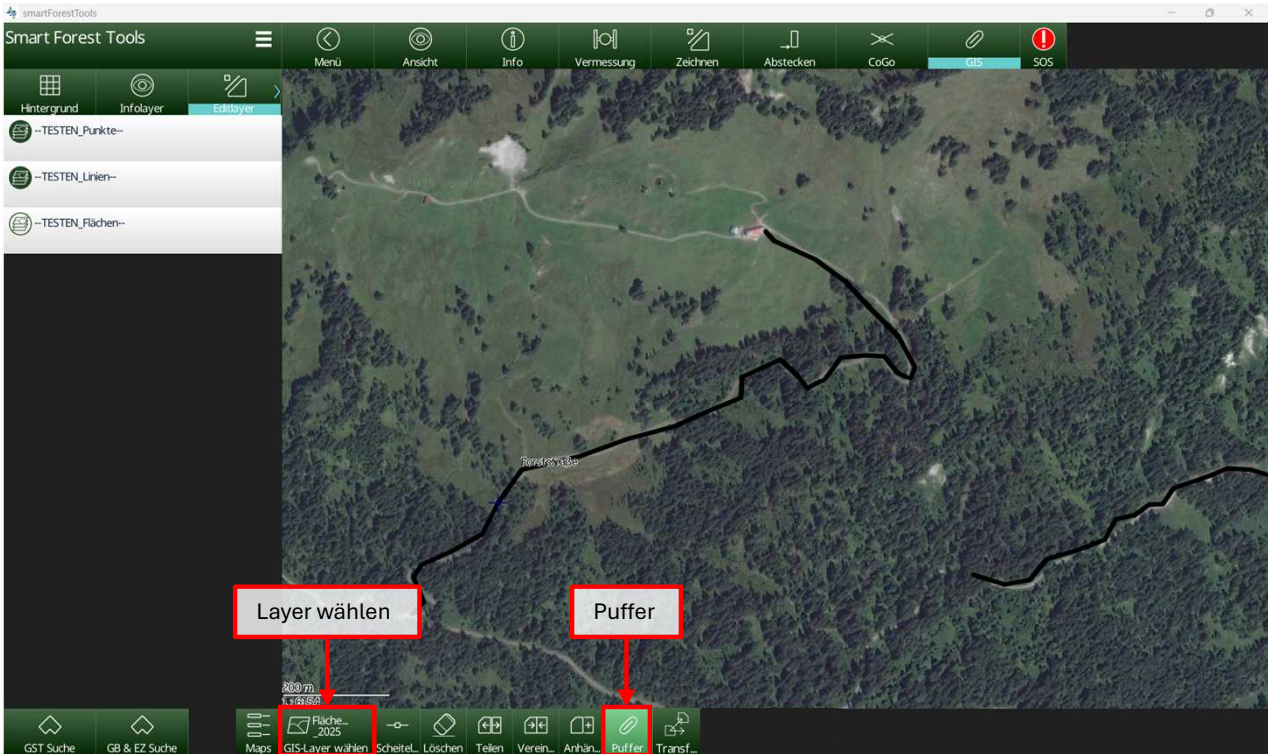 smartForestTools
Smart Forest Tools
Menü
Ansicht
Info
Vermessung
Zeichnen
Abstecken
CoGo
GIS
SOS
Hintergrund
Infolayer
Editlayer
--TESTEN_Punkte--
--TESTEN_Linien--
--TESTEN_Flächen--
Forststraße
Layer wählen
Puffer
200 m
1 : 6154
GST Suche
GB & EZ Suche
Maps
Fläche...
_2025
GIS-Layer wählen
Scheitel...
Löschen
Teilen
Verein...
Anhän...
Puffer
Transf...